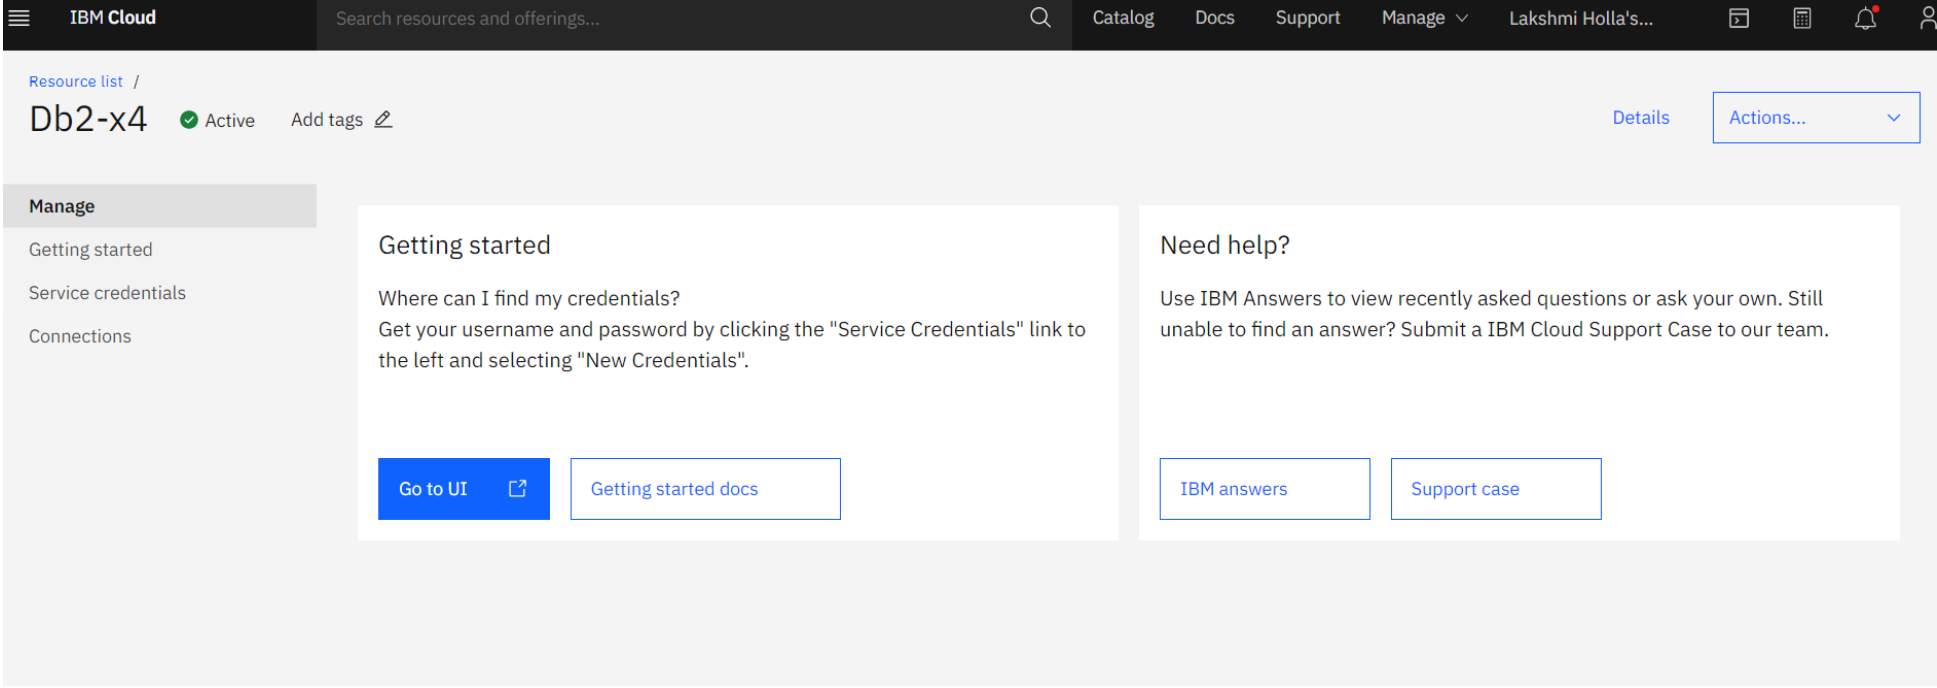 IBM Cloud
Search resources and offerings...
Catalog
Docs
Support
Manage
Lakshmi Holla's...
Resource list /
Db2-x4
Active
Add tags
Details
Actions...
Manage
Getting started
Service credentials
Connections
Getting started
Where can I find my credentials?
Get your username and password by clicking the "Service Credentials" link to
the left and selecting "New Credentials".
Go to UI
Getting started docs
Need help?
Use IBM Answers to view recently asked questions or ask your own. Still
unable to find an answer? Submit a IBM Cloud Support Case to our team.
IBM answers
Support case